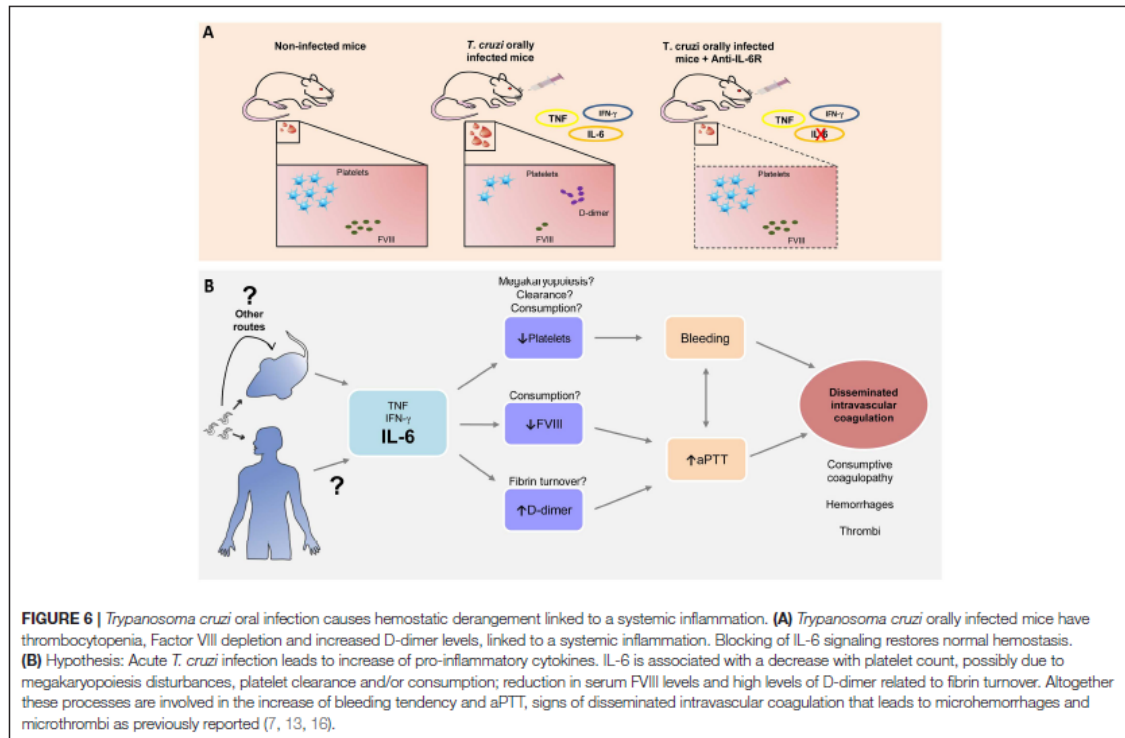 A
Non-infected mice
T. cruzi orally
infected mice
T. cruzi orally infected
mice + Anti-IL-6R
TNF
IFN-γ
IL-6
TNF
IFN-γ
IL-6
Platelets
FVIII
Platelets
D-dimer
FVIII
Platelets
FVIII
B
?
Other
routes
?
TNF
IFN-γ
IL-6
Megakaryopoiesis?
Clearance?
Consumption?
↓Platelets
Consumption?
↓FVIII
Fibrin turnover?
↑D-dimer
Bleeding
↑aPTT
Disseminated
intravascular
coagulation
Consumptive
coagulopathy
Hemorrhages
Thrombi
FIGURE 6 | Trypanosoma cruzi oral infection causes hemostatic derangement linked to a systemic inflammation. (A) Trypanosoma cruzi orally infected mice have
thrombocytopenia, Factor VIII depletion and increased D-dimer levels, linked to a systemic inflammation. Blocking of IL-6 signaling restores normal hemostasis.
(B) Hypothesis: Acute T. cruzi infection leads to increase of pro-inflammatory cytokines. IL-6 is associated with a decrease with platelet count, possibly due to
megakaryopoiesis disturbances, platelet clearance and/or consumption; reduction in serum FVIII levels and high levels of D-dimer related to fibrin turnover. Altogether
these processes are involved in the increase of bleeding tendency and aPTT, signs of disseminated intravascular coagulation that leads to microhemorrhages and
microthrombi as previously reported (7, 13, 16).